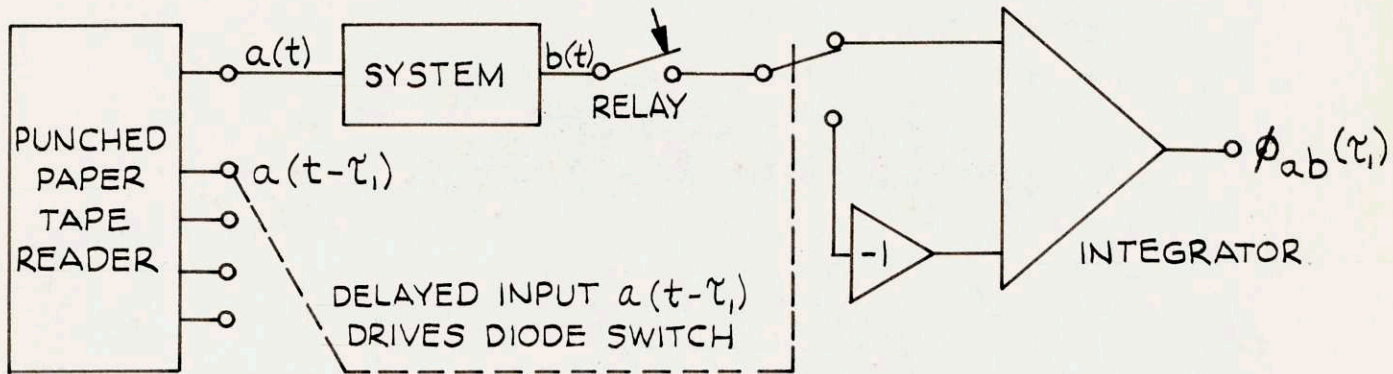 PUNCHED
PAPER
TAPE
READER
a(t)
SYSTEM
b(t)
RELAY
a(t-τ₁)
DELAYED INPUT a(t-τ₁)
DRIVES DIODE SWITCH
-1
INTEGRATOR
ϕab(τ₁)